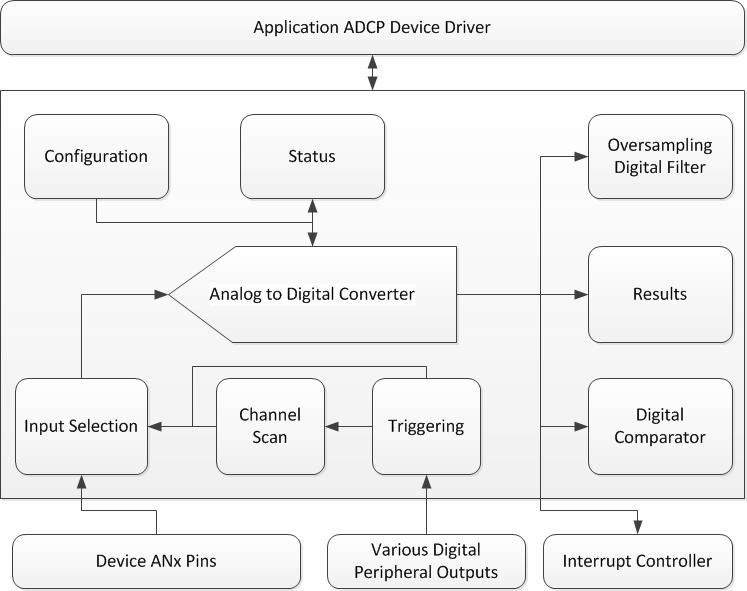 Application ADCP Device Driver
Configuration
Status
Oversampling
Digital Filter
Analog to Digital Converter
Results
Input Selection
Channel
Scan
Triggering
Digital
Comparator
Device ANx Pins
Various Digital
Peripheral Outputs
Interrupt Controller